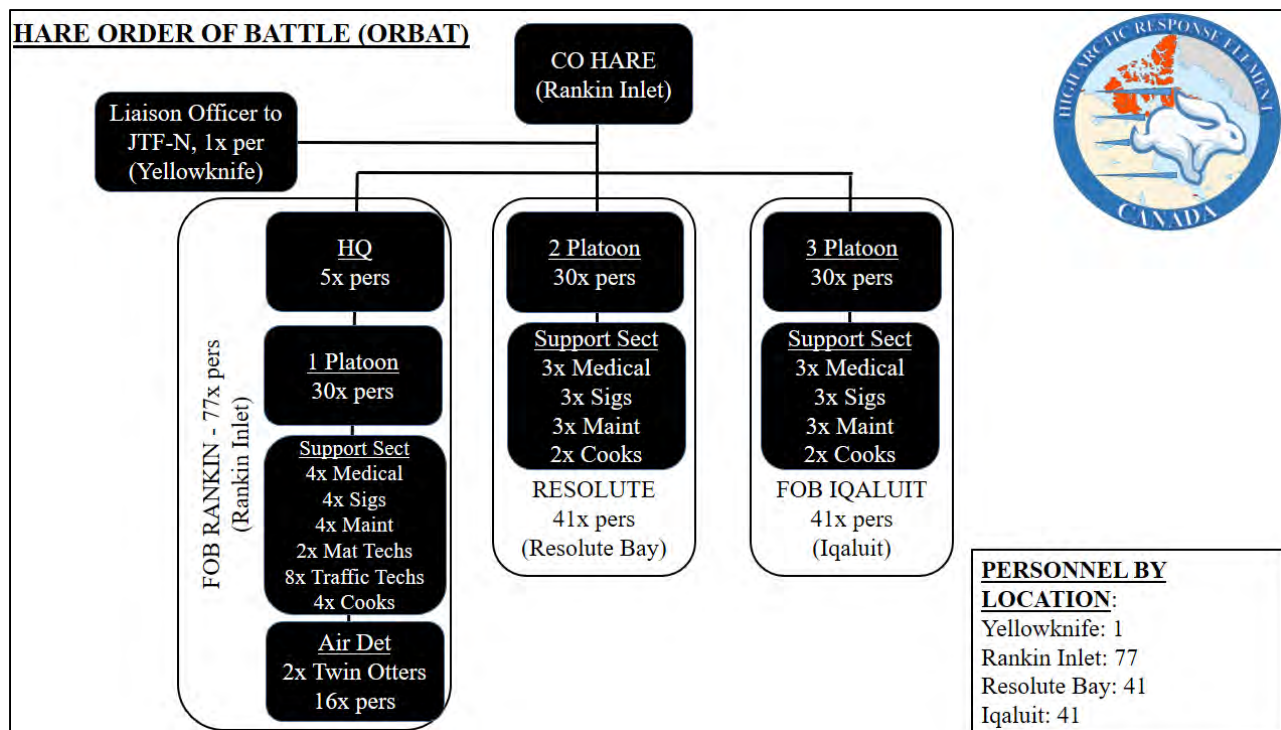 HARE ORDER OF BATTLE (ORBAT)
CO HARE
(Rankin Inlet)
HIGH ARCTIC RESPONSE ELEMENT
CANADA
Liaison Officer to
JTF-N, 1x per
(Yellowknife)
FOB RANKIN - 77x pers
(Rankin Inlet)
HQ
5x pers
1 Platoon
30x pers
Support Sect
4x Medical
4x Sigs
4x Maint
2x Mat Techs
8x Traffic Techs
4x Cooks
Air Det
2x Twin Otters
16x pers
2 Platoon
30x pers
Support Sect
3x Medical
3x Sigs
3x Maint
2x Cooks
RESOLUTE
41x pers
(Resolute Bay)
3 Platoon
30x pers
Support Sect
3x Medical
3x Sigs
3x Maint
2x Cooks
FOB IQALUIT
41x pers
(Iqaluit)
PERSONNEL BY
LOCATION:
Yellowknife: 1
Rankin Inlet: 77
Resolute Bay: 41
Iqaluit: 41